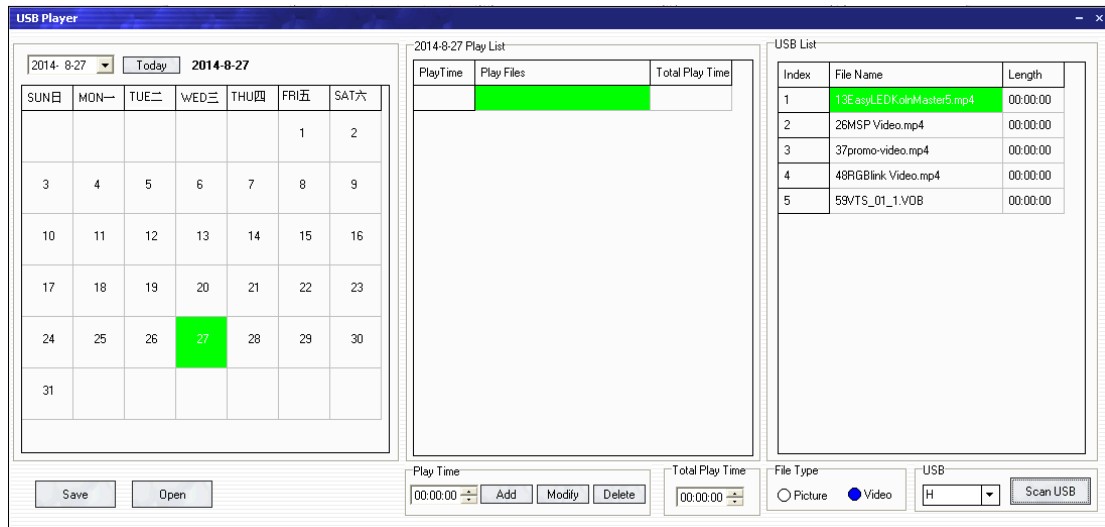 USB Player
2014- 8-27 Today 2014-8-27
SUN日 MON一 TUE二 WED三 THU四 FRI五 SAT六
1 2
3 4 5 6 7 8 9
10 11 12 13 14 15 16
17 18 19 20 21 22 23
24 25 26 27 28 29 30
31
Save Open
2014-8-27 Play List
PlayTime Play Files Total Play Time
Play Time
00:00:00 Add Modify Delete
Total Play Time
00:00:00
USB List
Index File Name Length
1 13EasyLEDKolnMaster5.mp4 00:00:00
2 26MSP Video.mp4 00:00:00
3 37promo-video.mp4 00:00:00
4 48RGBlink Video.mp4 00:00:00
5 59VTS_01_1.VOB 00:00:00
File Type
Picture Video
USB
H Scan USB